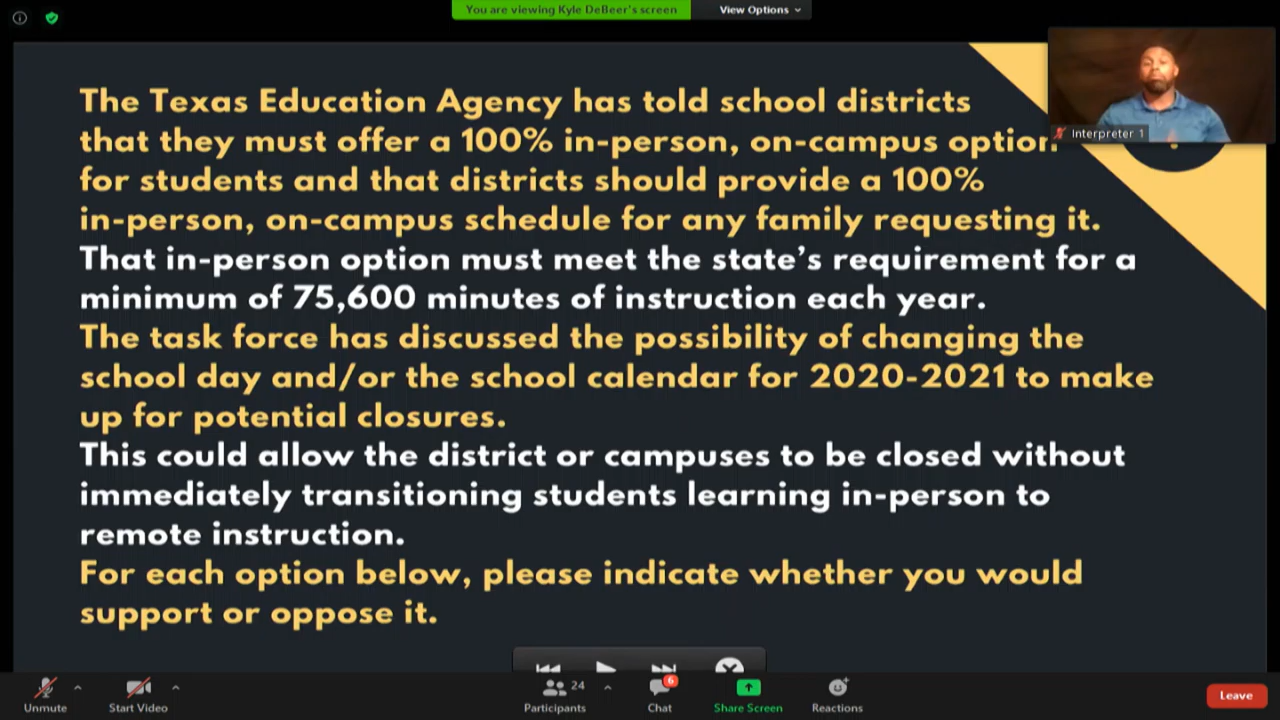 You are viewing Kyle DeBeer's screen
View Options
The Texas Education Agency has told school districts
that they must offer a 100% in-person, on-campus option
for students and that districts should provide a 100%
in-person, on-campus schedule for any family requesting it.
That in-person option must meet the state's requirement for a
minimum of 75,600 minutes of instruction each year.
The task force has discussed the possibility of changing the
school day and/or the school calendar for 2020-2021 to make
up for potential closures.
This could allow the district or campuses to be closed without
immediately transitioning students learning in-person to
remote instruction.
For each option below, please indicate whether you would
support or oppose it.
Interpreter 1
Unmute
Start Video
24
Participants
6
Chat
Share Screen
Reactions
Leave